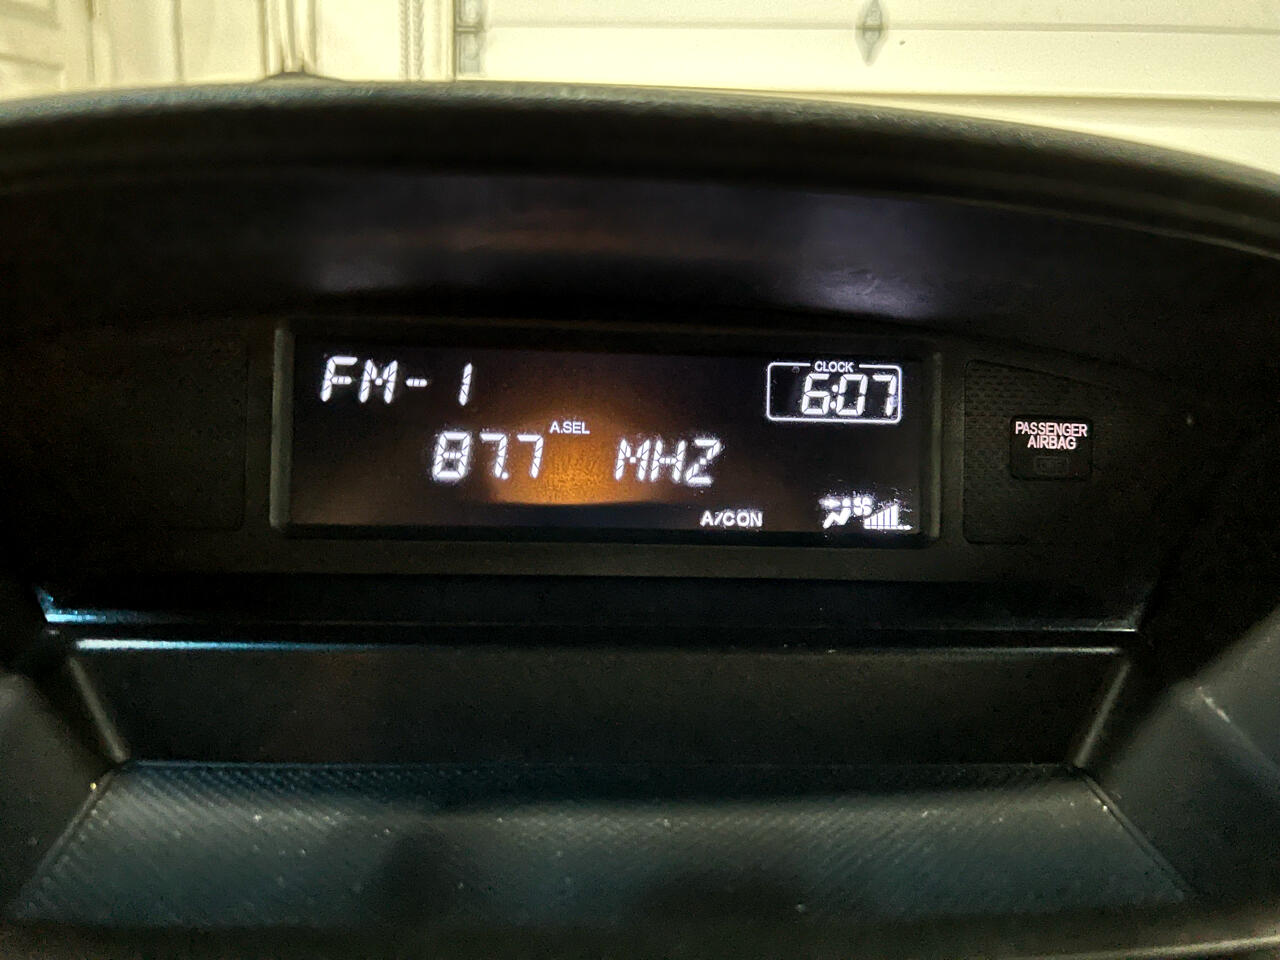 FM-1
CLOCK
6:07
A.SEL
87.7 MHZ
A/CON
PASSENGER
AIRBAG